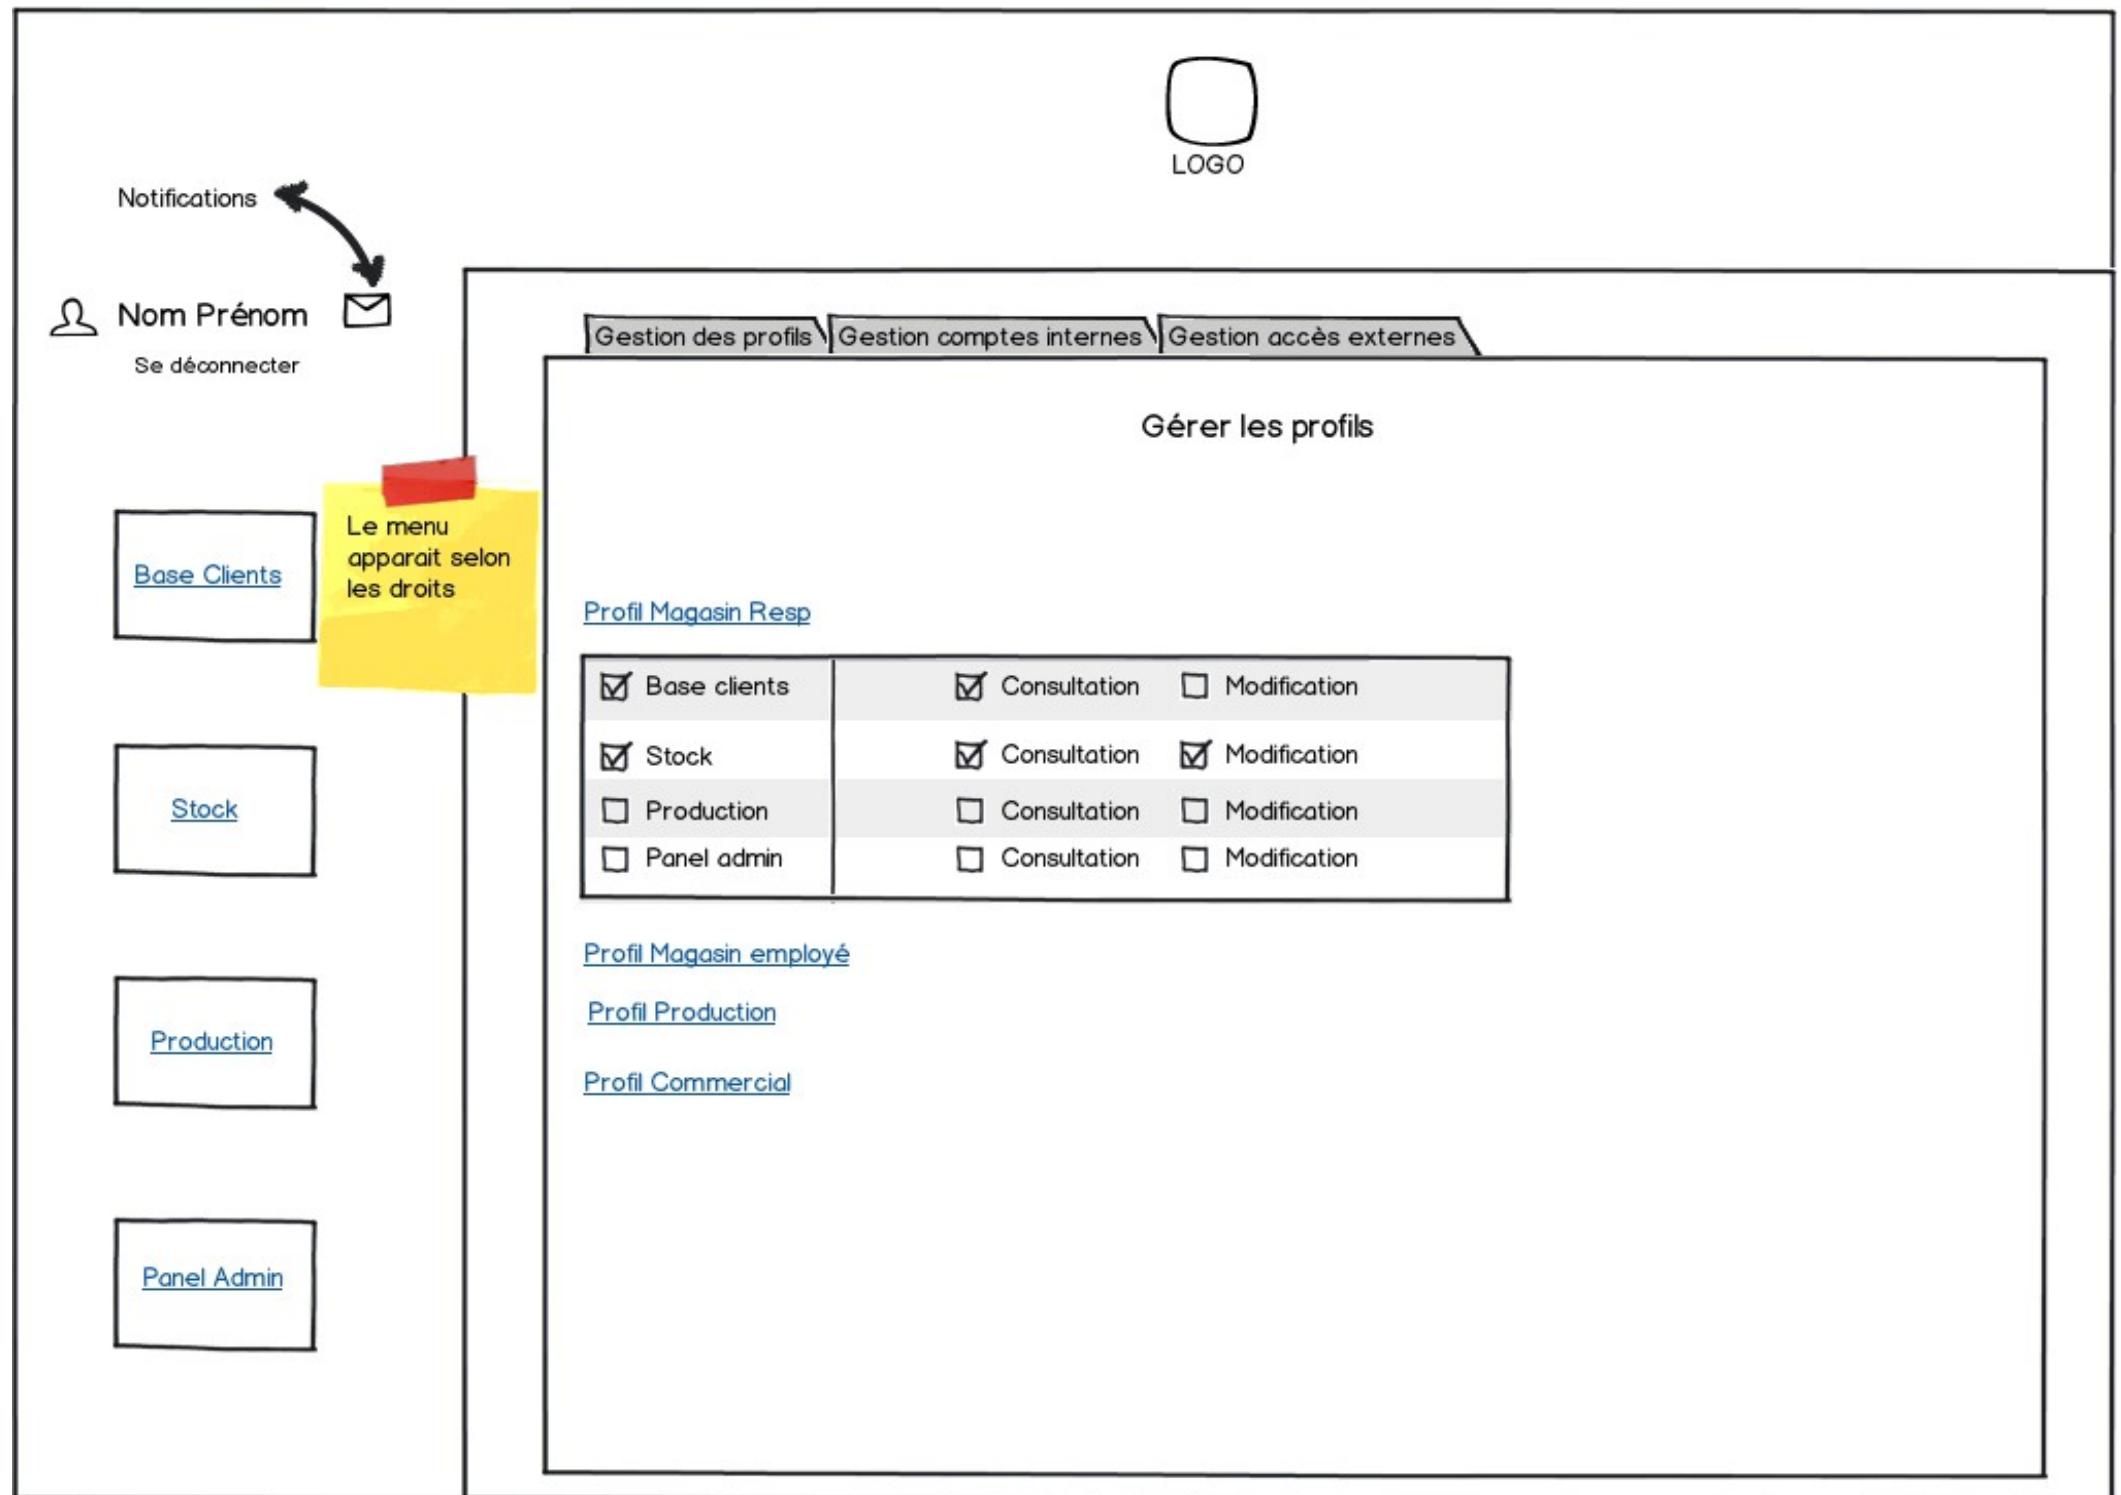 LOGO
Notifications
Nom Prénom
Se déconnecter
Gestion des profils
Gestion comptes internes
Gestion accès externes
Gérer les profils
Base Clients
Le menu
apparait selon
les droits
Stock
Production
Panel Admin
Profil Magasin Resp
Base clients Consultation Modification
Stock Consultation Modification
Production Consultation Modification
Panel admin Consultation Modification
Profil Magasin employé
Profil Production
Profil Commercial